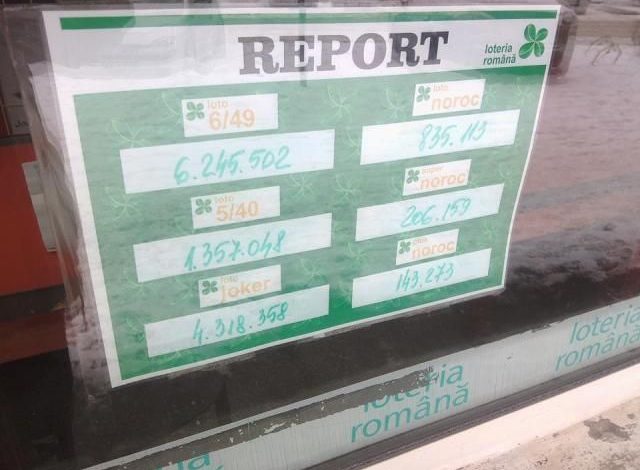 REPORT
loteria
română
loto
6/49
6.245.502
loto
5/40
1.357.048
loto
joker
4.318.358
loto
noroc
835.113
super
noroc
206.159
noroc
143.273
loteria
română
loteria
română